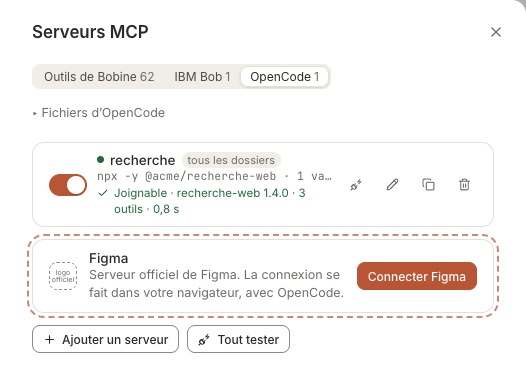 Serveurs MCP
Outils de Bobine 62 IBM Bob 1 OpenCode 1
▸ Fichiers d’OpenCode
recherche tous les dossiers
npx -y @acme/recherche-web · 1 va…
✓ Joignable · recherche-web 1.4.0 · 3
outils · 0,8 s
logo
officiel
Figma
Serveur officiel de Figma. La connexion se
fait dans votre navigateur, avec OpenCode.
Connecter Figma
+ Ajouter un serveur
Tout tester